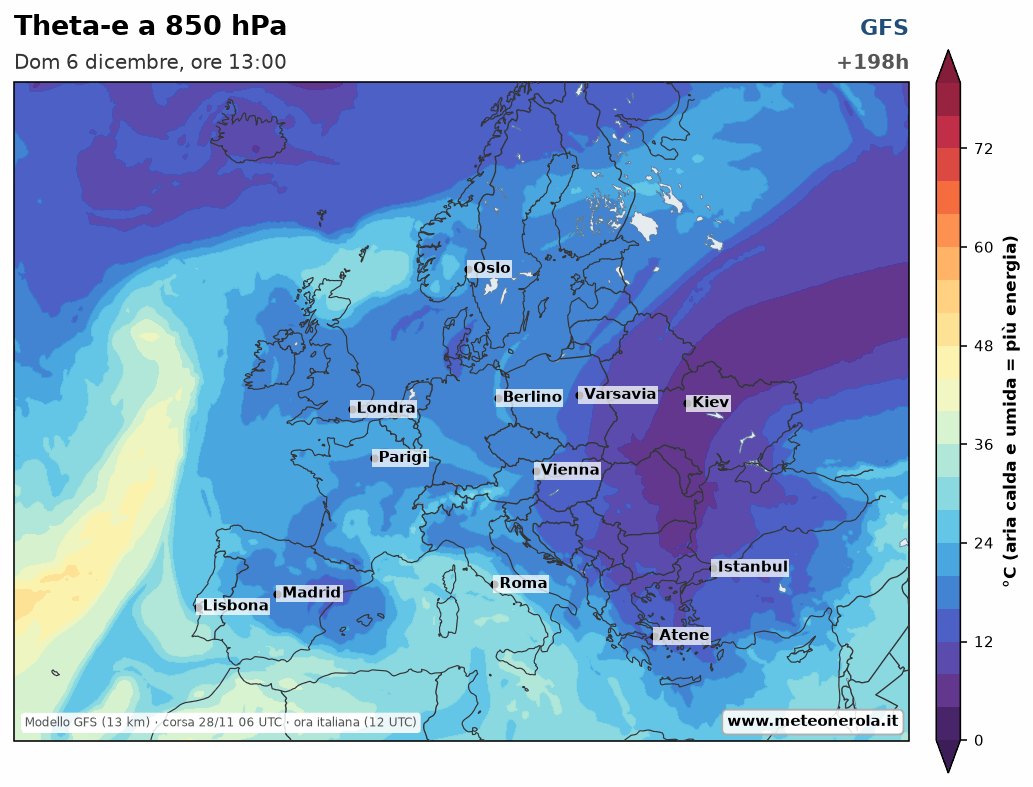 Theta-e a 850 hPa
GFS
Dom 6 dicembre, ore 13:00
+198h
72
60
48
36
24
12
0
°C (aria calda e umida = più energia)
Oslo
Berlino
Varsavia
Kiev
Londra
Parigi
Vienna
Istanbul
Roma
Madrid
Lisbona
Atene
Modello GFS (13 km) · corsa 28/11 06 UTC · ora italiana (12 UTC)
www.meteonerola.it